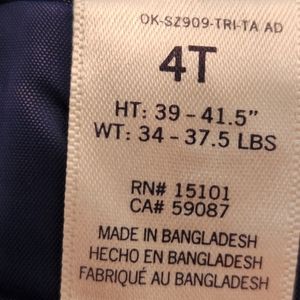 OK-SZ909-TRI-TA AD
4T
HT: 39 - 41.5"
WT: 34 - 37.5 LBS
RN# 15101
CA# 59087
MADE IN BANGLADESH
HECHO EN BANGLADESH
FABRIQUÉ AU BANGLADESH